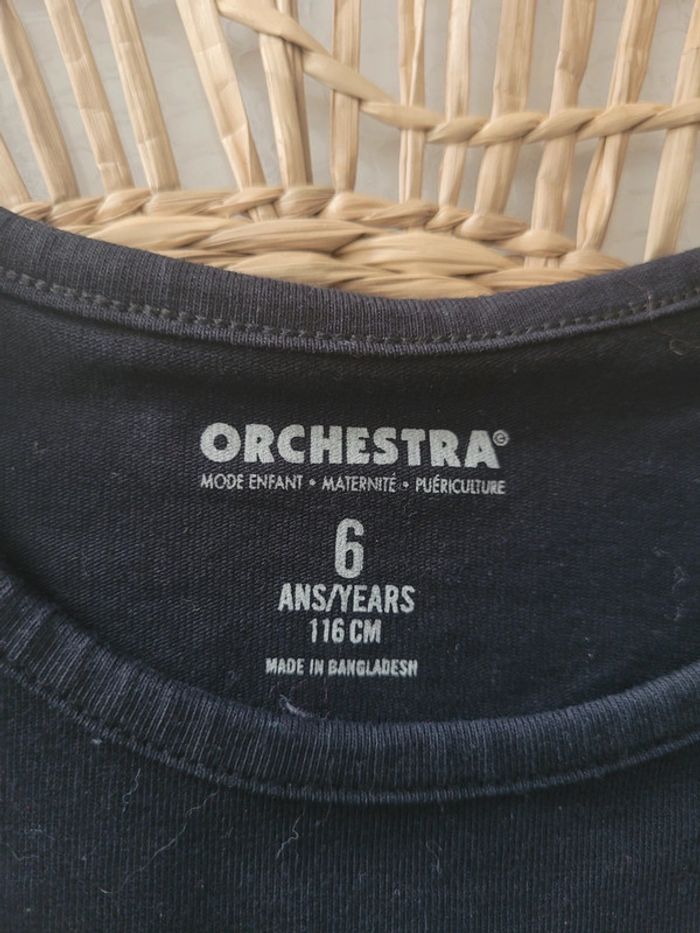 ORCHESTRA©
MODE ENFANT • MATERNITÉ • PUÉRICULTURE
6
ANS/YEARS
116 CM
MADE IN BANGLADESH